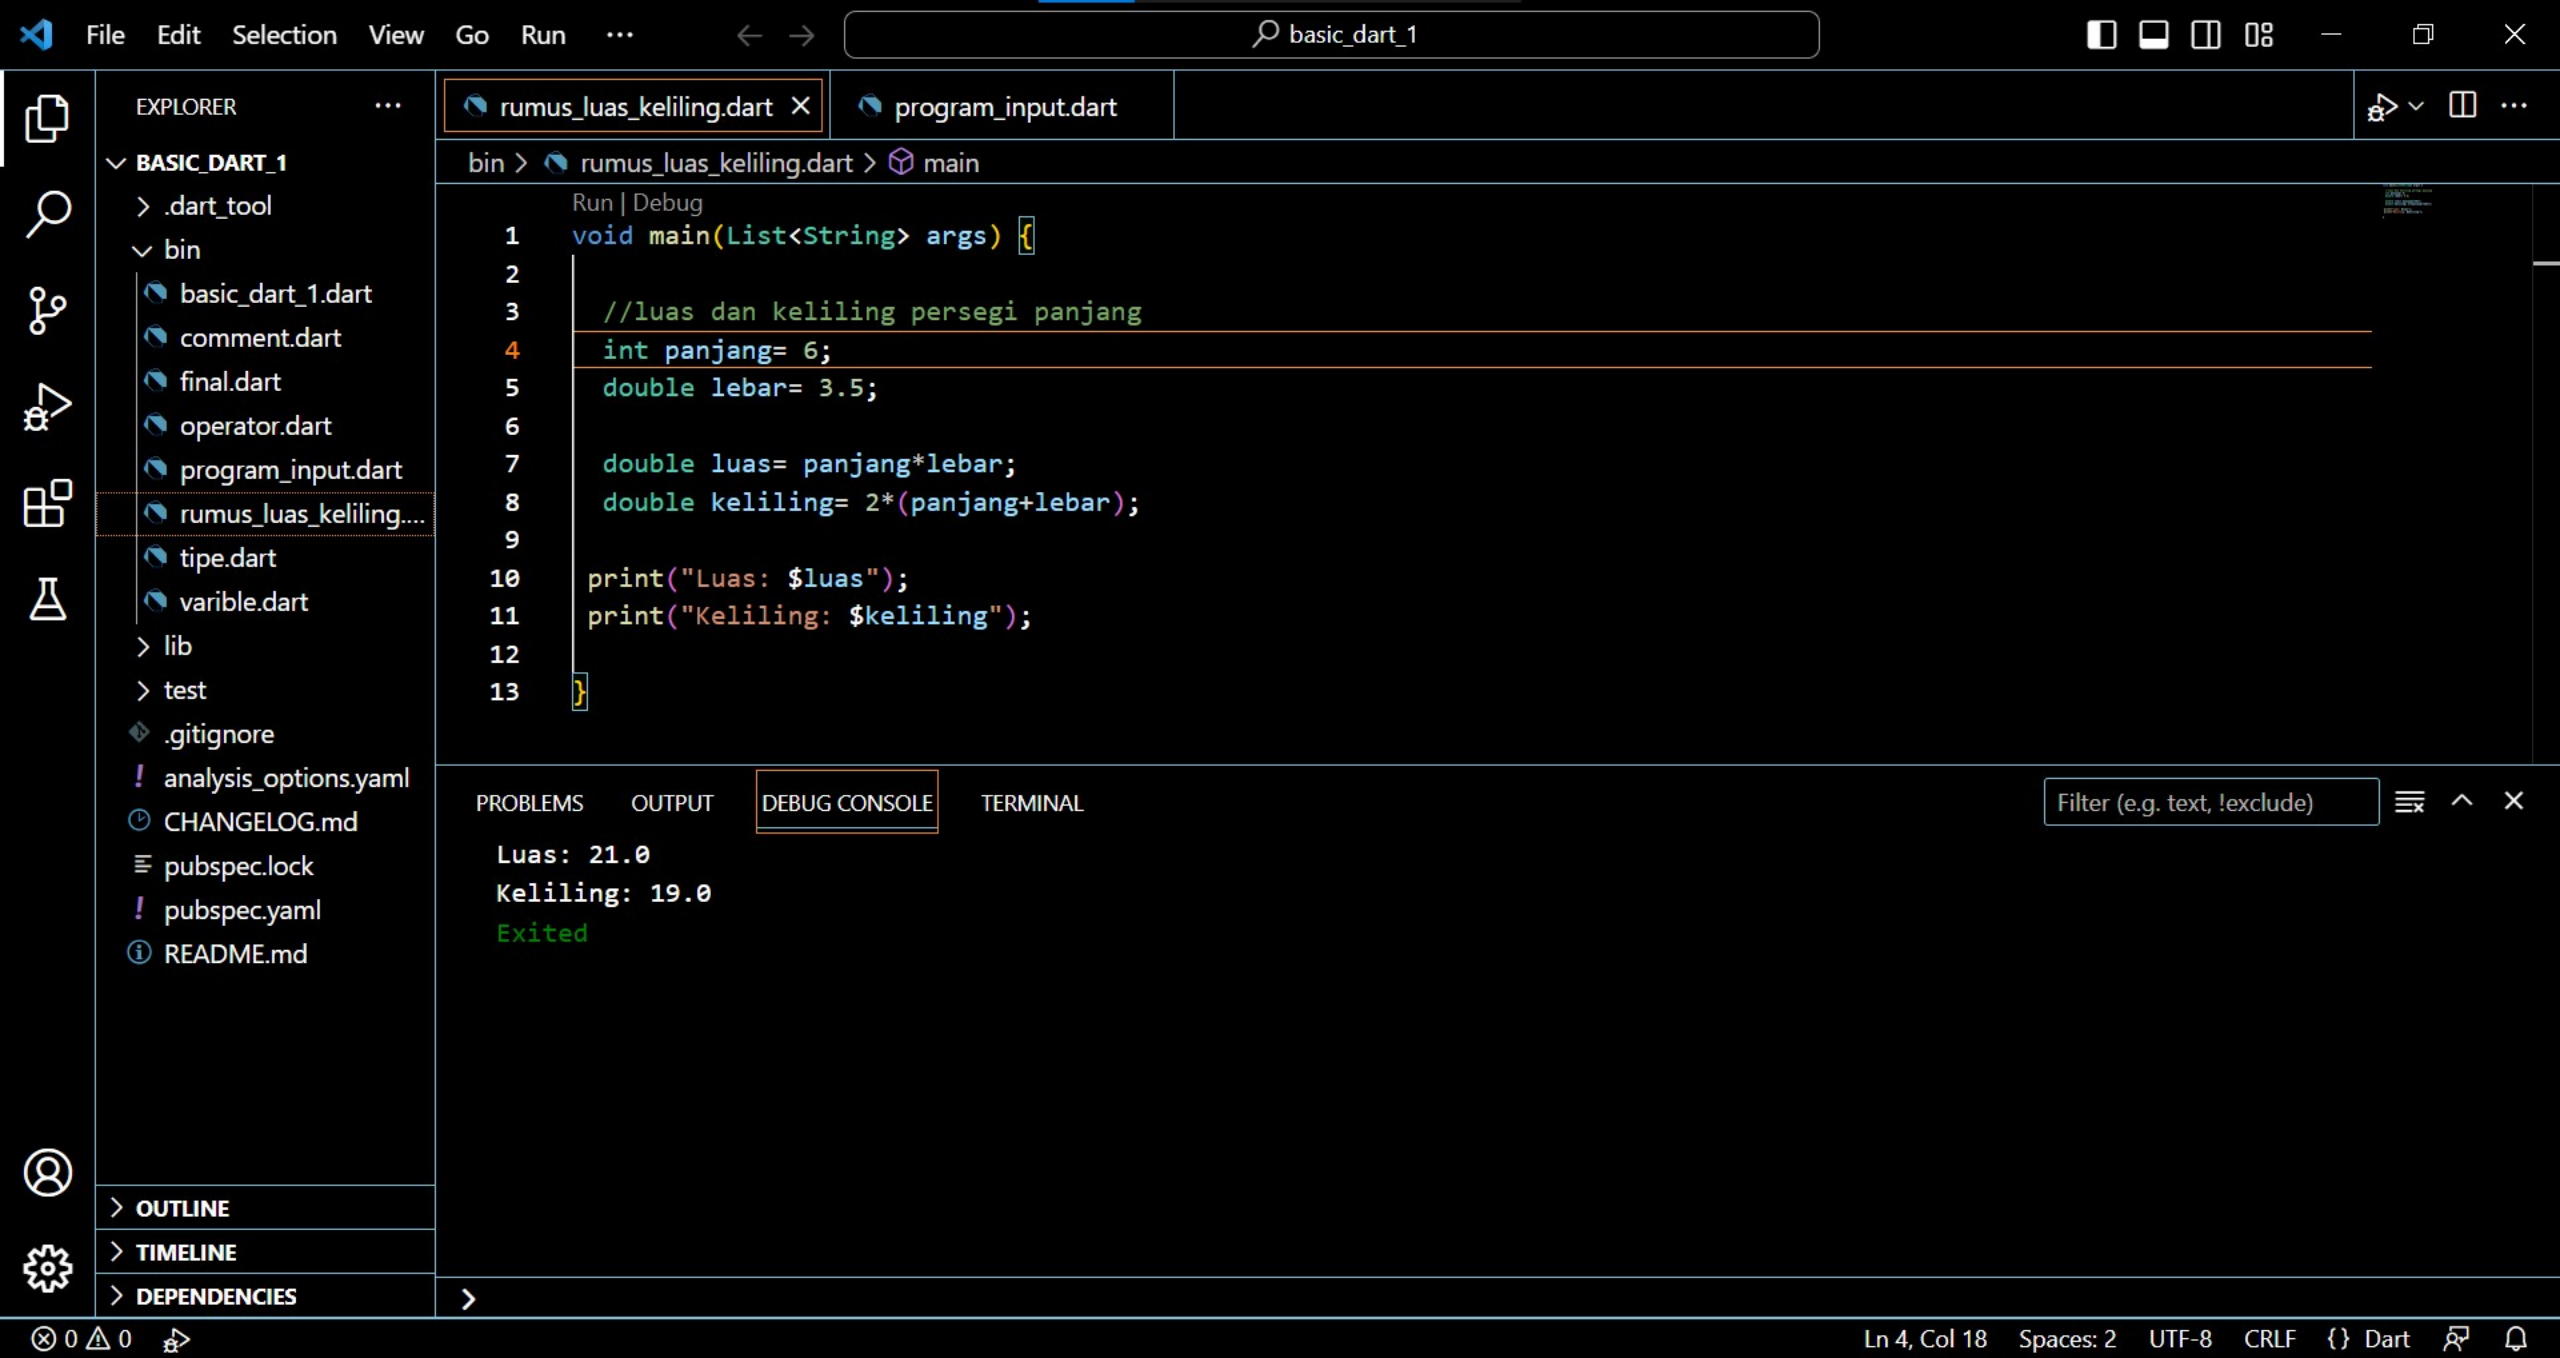 File Edit Selection View Go Run ···
basic_dart_1
EXPLORER
BASIC_DART_1
.dart_tool
bin
basic_dart_1.dart
comment.dart
final.dart
operator.dart
program_input.dart
rumus_luas_keliling....
tipe.dart
varible.dart
lib
test
.gitignore
analysis_options.yaml
CHANGELOG.md
pubspec.lock
pubspec.yaml
README.md
OUTLINE
TIMELINE
DEPENDENCIES
rumus_luas_keliling.dart program_input.dart
bin > rumus_luas_keliling.dart > main
Run | Debug
1 void main(List<String> args) {
2
3 //luas dan keliling persegi panjang
4 int panjang= 6;
5 double lebar= 3.5;
6
7 double luas= panjang*lebar;
8 double keliling= 2*(panjang+lebar);
9
10 print("Luas: $luas");
11 print("Keliling: $keliling");
12
13 }
PROBLEMS OUTPUT DEBUG CONSOLE TERMINAL
Filter (e.g. text, !exclude)
Luas: 21.0
Keliling: 19.0
Exited
>
0 0
Ln 4, Col 18 Spaces: 2 UTF-8 CRLF {} Dart